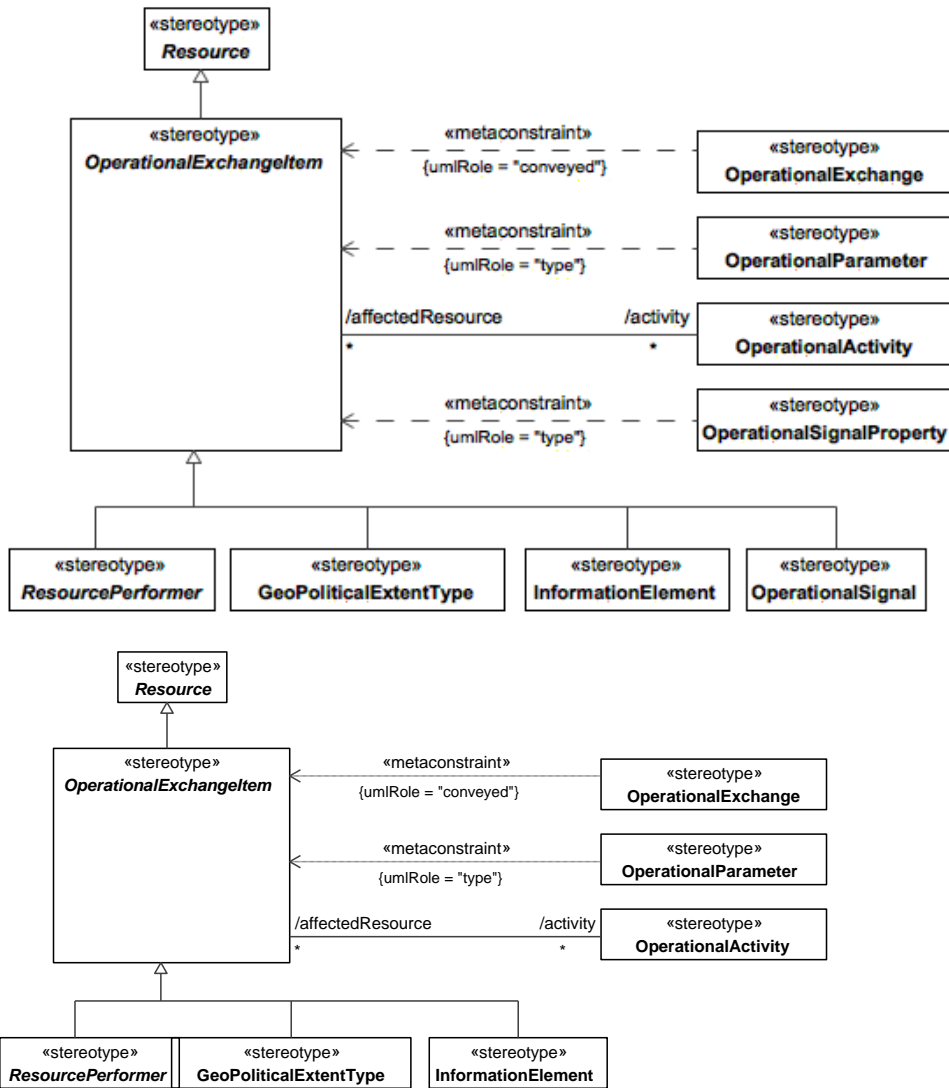 «stereotype»
Resource
«stereotype»
OperationalExchangeItem
«metaconstraint»
{umlRole = "conveyed"}
«stereotype»
OperationalExchange
«metaconstraint»
{umlRole = "type"}
«stereotype»
OperationalParameter
/affectedResource
/activity
*
*
«stereotype»
OperationalActivity
«metaconstraint»
{umlRole = "type"}
«stereotype»
OperationalSignalProperty
«stereotype»
ResourcePerformer
«stereotype»
GeoPoliticalExtentType
«stereotype»
InformationElement
«stereotype»
OperationalSignal
«stereotype»
Resource
«stereotype»
OperationalExchangeItem
«metaconstraint»
{umlRole = "conveyed"}
«stereotype»
OperationalExchange
«metaconstraint»
{umlRole = "type"}
«stereotype»
OperationalParameter
/affectedResource
/activity
*
*
«stereotype»
OperationalActivity
«stereotype»
ResourcePerformer
«stereotype»
GeoPoliticalExtentType
«stereotype»
InformationElement